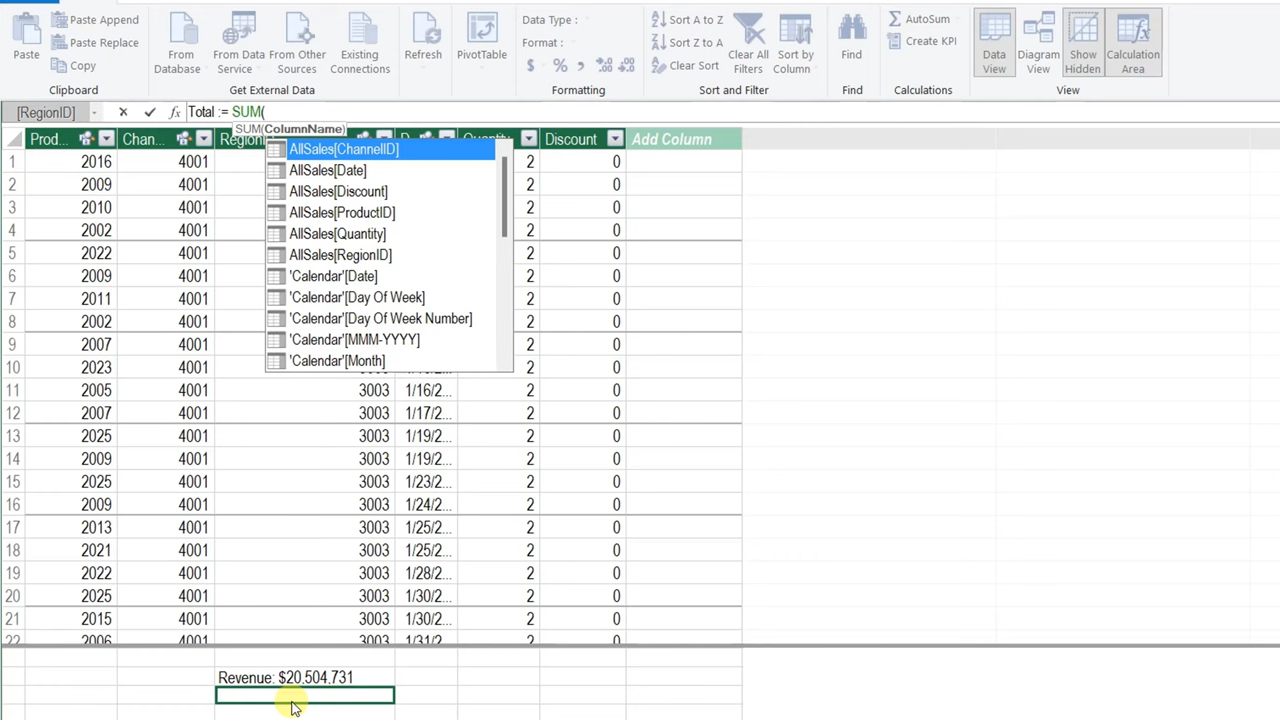 Paste
Paste Append
Paste Replace
Copy
Clipboard
From Database
From Data Service
From Other Sources
Existing Connections
Get External Data
Refresh
PivotTable
Data Type :
Format :
$ % ,
Formatting
Sort A to Z
Sort Z to A
Clear Sort
Clear All Filters
Sort by Column
Sort and Filter
Find
Find
AutoSum
Create KPI
Calculations
Data View
Diagram View
Show Hidden
Calculation Area
View
[RegionID] fx Total := SUM(
SUM(ColumnName)
Prod... Chan... Discount Add Column
AllSales[ChannelID]
AllSales[Date]
AllSales[Discount]
AllSales[ProductID]
AllSales[Quantity]
AllSales[RegionID]
'Calendar'[Date]
'Calendar'[Day Of Week]
'Calendar'[Day Of Week Number]
'Calendar'[MMM-YYYY]
'Calendar'[Month]
1 2016 4001 2 0
2 2009 4001 2 0
3 2010 4001 2 0
4 2002 4001 2 0
5 2022 4001 2 0
6 2009 4001 2 0
7 2011 4001 2 0
8 2002 4001 2 0
9 2007 4001 2 0
10 2023 4001 2 0
11 2005 4001 3003 1/16/2... 2 0
12 2007 4001 3003 1/17/2... 2 0
13 2025 4001 3003 1/19/2... 2 0
14 2009 4001 3003 1/19/2... 2 0
15 2025 4001 3003 1/23/2... 2 0
16 2009 4001 3003 1/24/2... 2 0
17 2013 4001 3003 1/25/2... 2 0
18 2021 4001 3003 1/25/2... 2 0
19 2022 4001 3003 1/28/2... 2 0
20 2025 4001 3003 1/30/2... 2 0
21 2015 4001 3003 1/30/2... 2 0
22 2006 4001 3003 1/31/2... 2 0
Revenue: $20,504,731